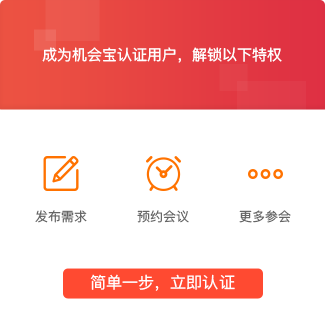 成为机会宝认证用户，解锁以下特权
发布需求
预约会议
更多参会
简单一步，立即认证